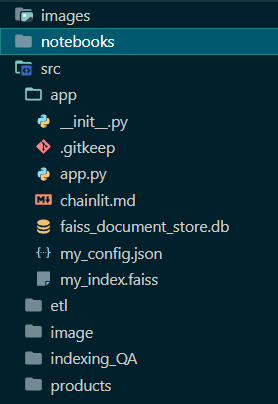 images
notebooks
src
app
__init__.py
.gitkeep
app.py
chainlit.md
faiss_document_store.db
my_config.json
my_index.faiss
etl
image
indexing_QA
products